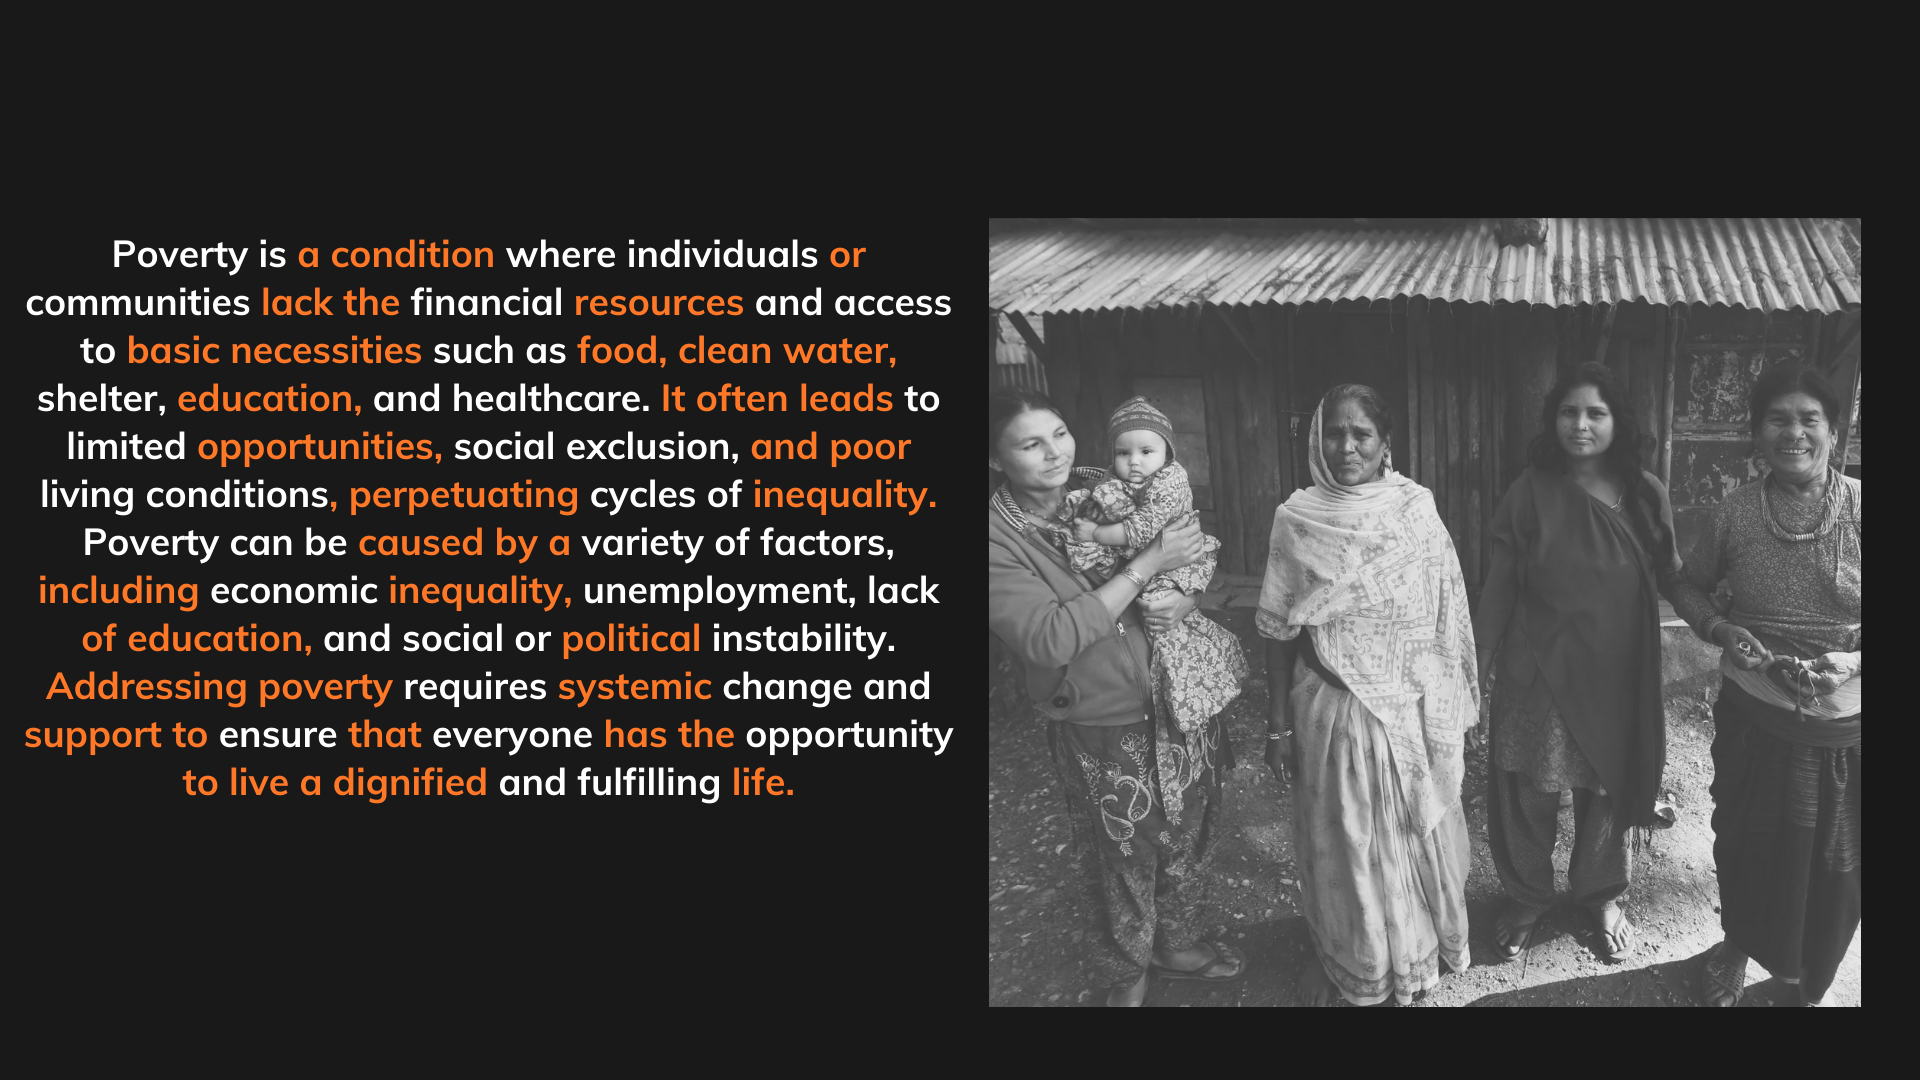 Poverty is a condition where individuals or
communities lack the financial resources and access
to basic necessities such as food, clean water,
shelter, education, and healthcare. It often leads to
limited opportunities, social exclusion, and poor
living conditions, perpetuating cycles of inequality.
Poverty can be caused by a variety of factors,
including economic inequality, unemployment, lack
of education, and social or political instability.
Addressing poverty requires systemic change and
support to ensure that everyone has the opportunity
to live a dignified and fulfilling life.